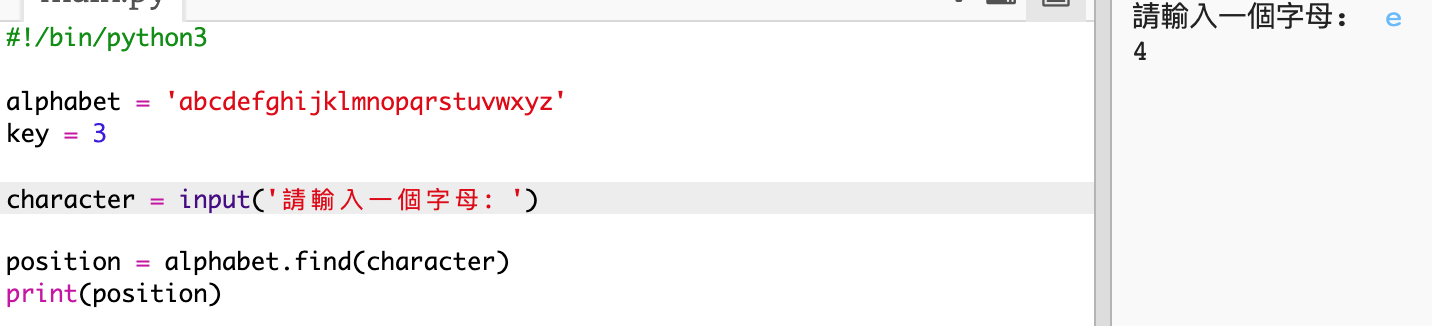 main.py
#!/bin/python3
alphabet = 'abcdefghijklmnopqrstuvwxyz'
key = 3
character = input('請輸入一個字母: ')
position = alphabet.find(character)
print(position)
請輸入一個字母: e
4